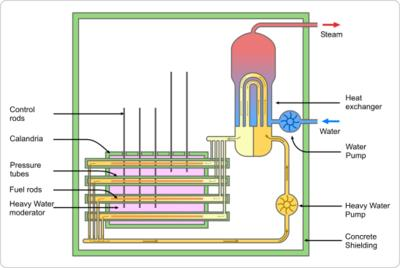 Steam
Control
rods
Heat
exchanger
Water
Calandria
Water
Pump
Pressure
tubes
Fuel rods
Heavy Water
moderator
Heavy Water
Pump
Concrete
Shielding